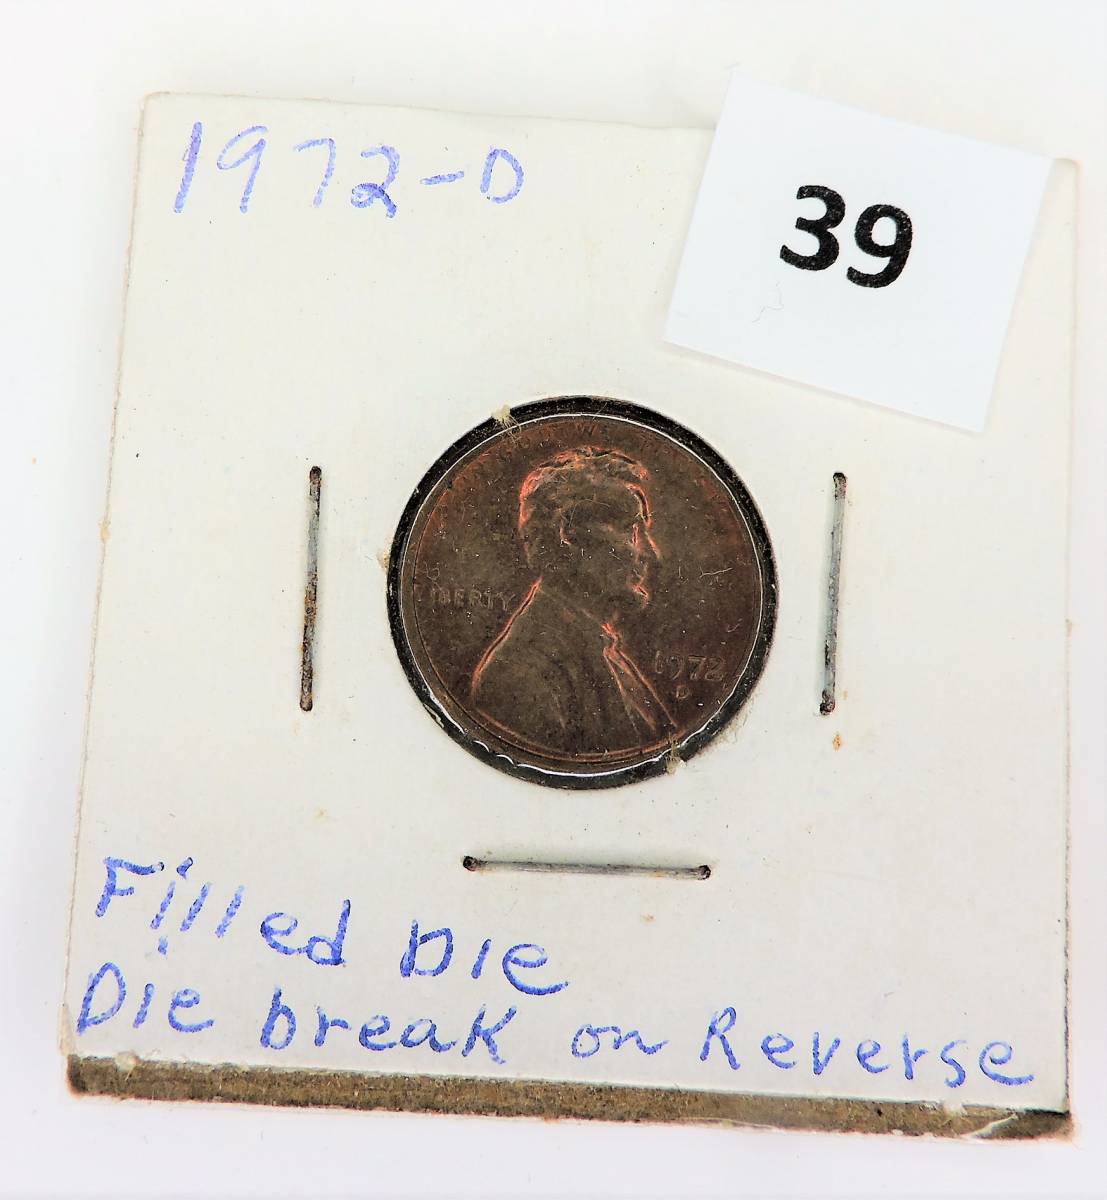 1972-D
39
LIBERTY
1972
D
Filled Die
Die break on Reverse